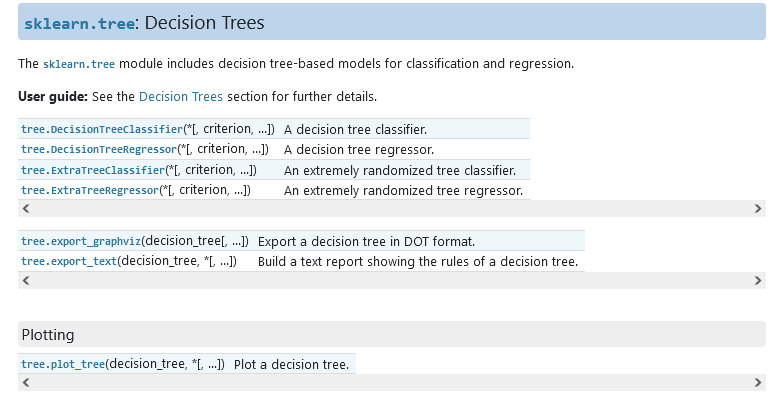 sklearn.tree: Decision Trees
The sklearn.tree module includes decision tree-based models for classification and regression.
User guide: See the Decision Trees section for further details.
tree.DecisionTreeClassifier(*[, criterion, ...]) A decision tree classifier.
tree.DecisionTreeRegressor(*[, criterion, ...]) A decision tree regressor.
tree.ExtraTreeClassifier(*[, criterion, ...]) An extremely randomized tree classifier.
tree.ExtraTreeRegressor(*[, criterion, ...]) An extremely randomized tree regressor.
tree.export_graphviz(decision_tree[, ...]) Export a decision tree in DOT format.
tree.export_text(decision_tree, *[, ...]) Build a text report showing the rules of a decision tree.
Plotting
tree.plot_tree(decision_tree, *[, ...]) Plot a decision tree.